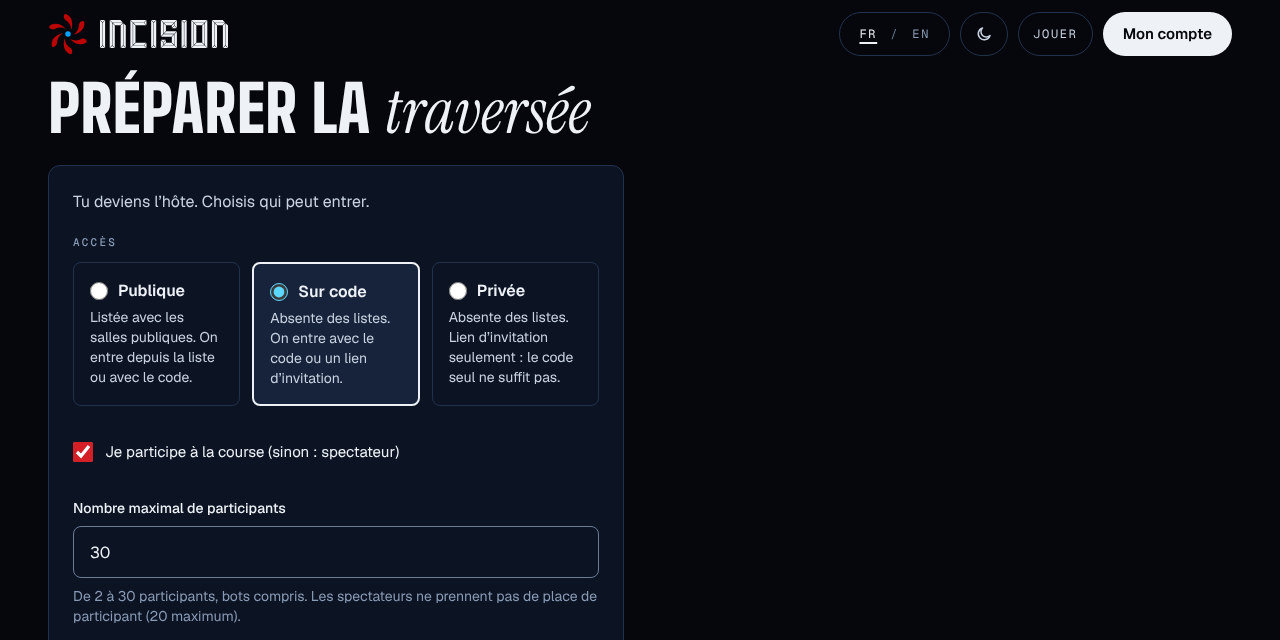 INCISION
FR / EN
JOUER
Mon compte
PRÉPARER LA traversée
Tu deviens l’hôte. Choisis qui peut entrer.
ACCÈS
Publique
Listée avec les
salles publiques. On
entre depuis la liste
ou avec le code.
Sur code
Absente des listes.
On entre avec le
code ou un lien
d’invitation.
Privée
Absente des listes.
Lien d’invitation
seulement : le code
seul ne suffit pas.
Je participe à la course (sinon : spectateur)
Nombre maximal de participants
30
De 2 à 30 participants, bots compris. Les spectateurs ne prennent pas de place de
participant (20 maximum).